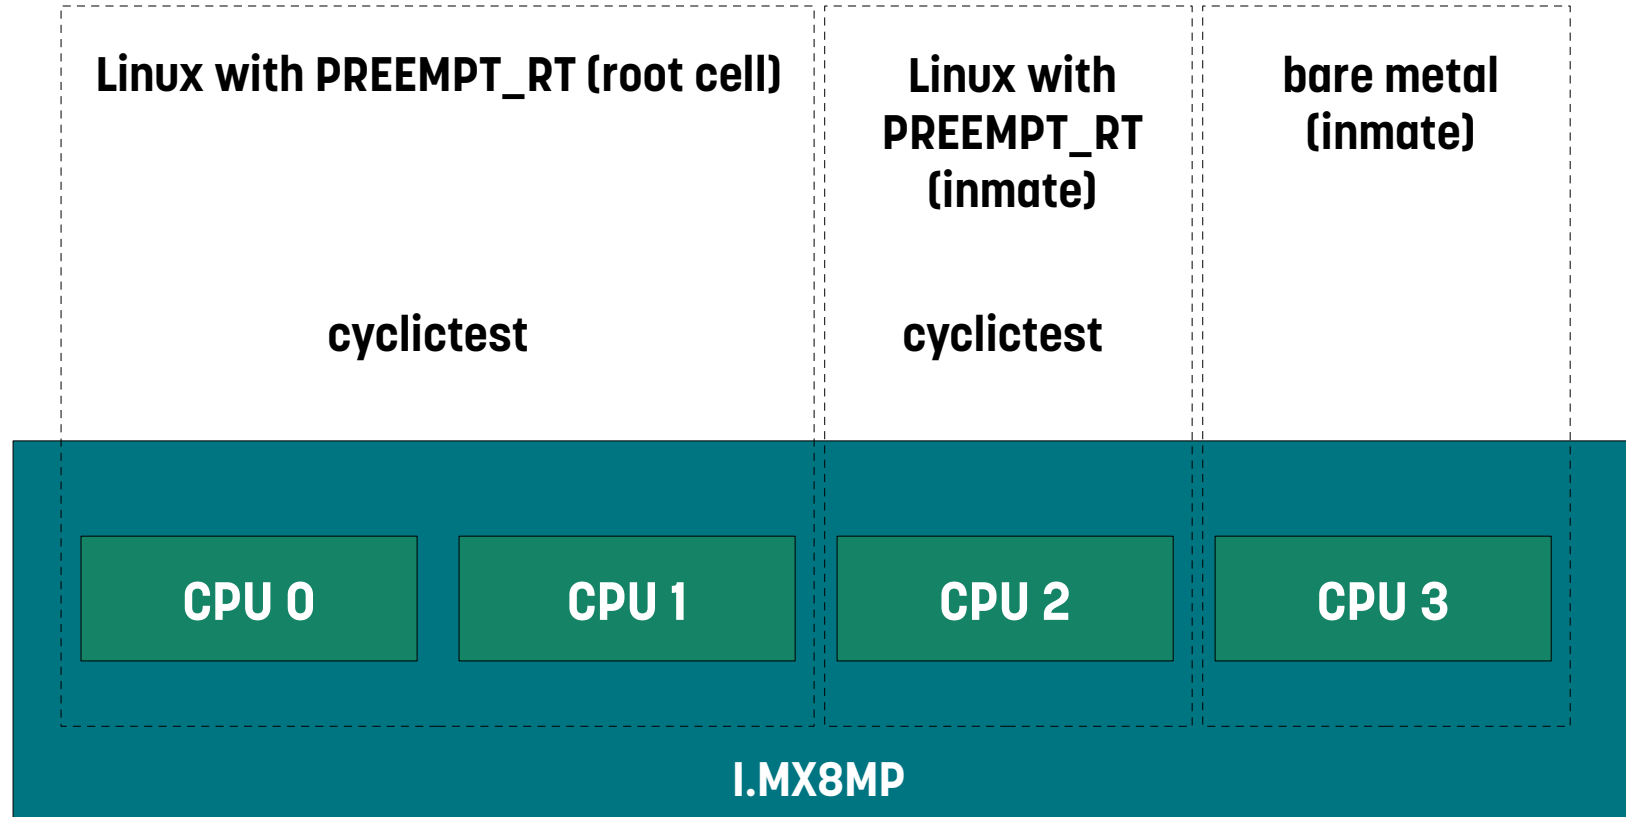 Linux with PREEMPT_RT (root cell)
Linux with
PREEMPT_RT
(inmate)
bare metal
(inmate)
cyclictest
cyclictest
CPU 0
CPU 1
CPU 2
CPU 3
I.MX8MP